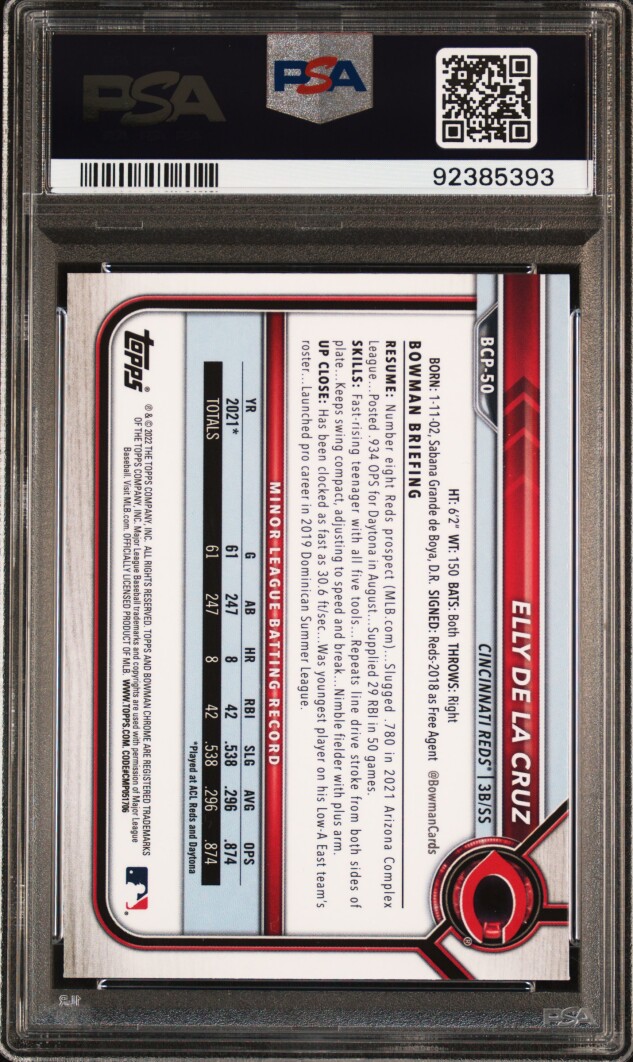 PSA
PSA
92385393
BCP-50
ELLY DE LA CRUZ
CINCINNATI REDS® | 3B/SS
HT: 6'2" WT: 150 BATS: Both THROWS: Right
BORN: 1-11-02, Sabana Grande de Boya, D.R. SIGNED: Reds-2018 as Free Agent @BowmanCards
BOWMAN BRIEFING
RESUME: Number eight Reds prospect (MLB.com)...Slugged .780 in 2021 Arizona Complex
League...Posted .934 OPS for Daytona in August...Supplied 29 RBI in 50 games.
SKILLS: Fast-rising teenager with all five tools...Repeats line drive stroke from both sides of
plate...Keeps swing compact, adjusting to speed and break...Nimble fielder with plus arm.
UP CLOSE: Has been clocked as fast as 30.6 ft/sec...Was youngest player on his Low-A East team's
roster...Launched pro career in 2019 Dominican Summer League.
MINOR LEAGUE BATTING RECORD
YR G AB HR RBI SLG AVG OPS
2021* 61 247 8 42 .538 .296 .874
TOTALS 61 247 8 42 .538 .296 .874
*Played at ACL Reds and Daytona
topps®
® & © 2022 THE TOPPS COMPANY, INC. ALL RIGHTS RESERVED. TOPPS AND BOWMAN CHROME ARE REGISTERED TRADEMARKS
OF THE TOPPS COMPANY, INC. Major League Baseball trademarks and copyrights are used with permission of Major League
Baseball. Visit MLB.com. OFFICIALLY LICENSED PRODUCT OF MLB. WWW.TOPPS.COM. CODE#CMP051706
PSA